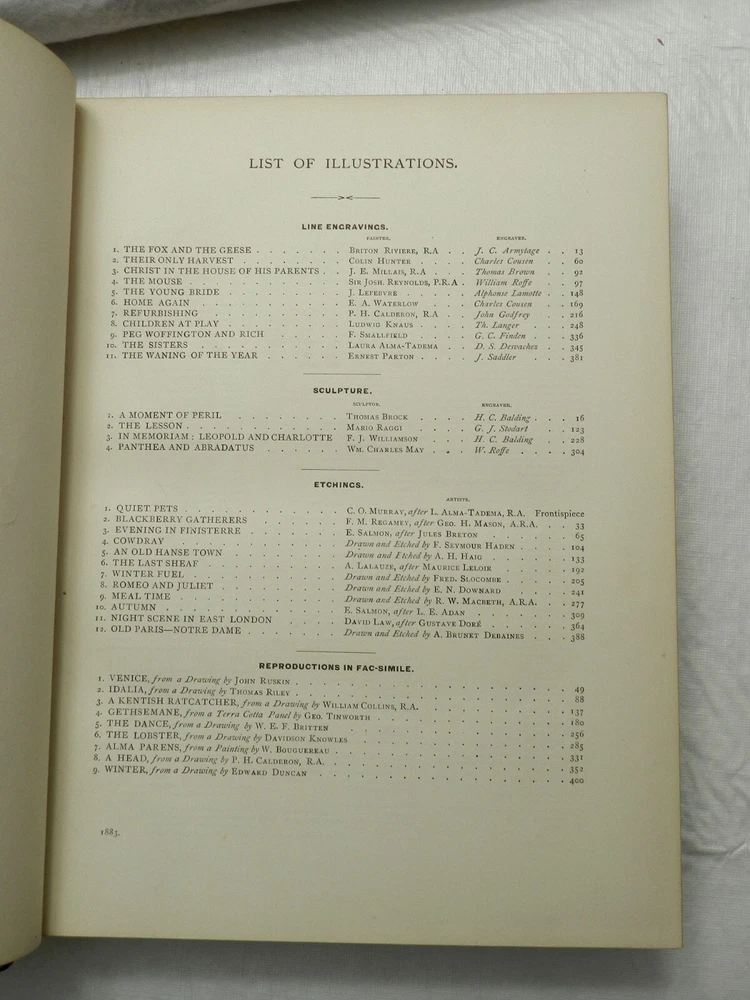 LIST OF ILLUSTRATIONS.
LINE ENGRAVINGS.
PAINTER. ENGRAVER.
1. THE FOX AND THE GEESE . . . . . . . BRITON RIVIERE, R.A . . J. C. Armytage . . 13
2. THEIR ONLY HARVEST . . . . . . . . COLIN HUNTER . . . . Charles Cousen . . 60
3. CHRIST IN THE HOUSE OF HIS PARENTS . . J. E. MILLAIS, R.A . . . Thomas Brown . . 92
4. THE MOUSE . . . . . . . . . . . SIR JOSH. REYNOLDS, P.R.A . William Roffe . . 97
5. THE YOUNG BRIDE . . . . . . . . . J. LEFEBVRE . . . . Alphonse Lamotte . . 148
6. HOME AGAIN . . . . . . . . . . E. A. WATERLOW . . Charles Cousen . . 169
7. REFURBISHING . . . . . . . . . . P. H. CALDERON, R.A . . John Godfrey . . 216
8. CHILDREN AT PLAY . . . . . . . . . LUDWIG KNAUS . . . . Th. Langer . . . 248
9. PEG WOFFINGTON AND RICH . . . . . . F. SMALLFIELD . . . . G. C. Finden . . . 336
10. THE SISTERS . . . . . . . . . . LAURA ALMA-TADEMA . . D. S. Desvachez . . 345
11. THE WANING OF THE YEAR . . . . . . ERNEST PARTON . . . . J. Saddler . . . 381
SCULPTURE.
SCULPTOR. ENGRAVER.
1. A MOMENT OF PERIL . . . . . . . . THOMAS BROCK . . . . H. C. Balding . . . 16
2. THE LESSON . . . . . . . . . . . MARIO RAGGI . . . . G. J. Stodart . . 123
3. IN MEMORIAM: LEOPOLD AND CHARLOTTE F. J. WILLIAMSON . . . H. C. Balding . . 228
4. PANTHEA AND ABRADATUS . . . . . . . WM. CHARLES MAY . . . W. Roffe . . . . 304
ETCHINGS.
ARTISTS.
1. QUIET PETS . . . . . . . . . . . C. O. MURRAY, after L. ALMA-TADEMA, R.A. Frontispiece
2. BLACKBERRY GATHERERS . . . . . . F. M. REGAMEY, after GEO. H. MASON, A.R.A. . . 33
3. EVENING IN FINISTERRE . . . . . . E. SALMON, after JULES BRETON . . . . . . 65
4. COWDRAY . . . . . . . . . . . Drawn and Etched by F. SEYMOUR HADEN . . . . 104
5. AN OLD HANSE TOWN . . . . . . . . Drawn and Etched by A. H. HAIG . . . . . 133
6. THE LAST SHEAF . . . . . . . . . A. LALAUZE, after MAURICE LELOIR . . . . . 192
7. WINTER FUEL . . . . . . . . . . Drawn and Etched by FRED. SLOCOMBE . . . . 205
8. ROMEO AND JULIET . . . . . . . . Drawn and Etched by E. N. DOWNARD . . . . 241
9. MEAL TIME . . . . . . . . . . . Drawn and Etched by R. W. MACBETH, A.R.A. . . . 277
10. AUTUMN . . . . . . . . . . . . E. SALMON, after L. E. ADAN . . . . . . . 309
11. NIGHT SCENE IN EAST LONDON . . . . . DAVID LAW, after GUSTAVE DORÉ . . . . . . 364
12. OLD PARIS—NOTRE DAME . . . . . . . Drawn and Etched by A. BRUNET DEBAINES . . . 388
REPRODUCTIONS IN FAC-SIMILE.
1. VENICE, from a Drawing by JOHN RUSKIN . . . . . . . . . . . . . . . . . 49
2. IDALIA, from a Drawing by THOMAS RILEY . . . . . . . . . . . . . . . . . 88
3. A KENTISH RATCATCHER, from a Drawing by WILLIAM COLLINS, R.A. . . . . . . . . . 137
4. GETHSEMANE, from a Terra Cotta Panel by GEO. TINWORTH . . . . . . . . . . . . 180
5. THE DANCE, from a Drawing by W. E. F. BRITTEN . . . . . . . . . . . . . . 256
6. THE LOBSTER, from a Drawing by DAVIDSON KNOWLES . . . . . . . . . . . . . 285
7. ALMA PARENS, from a Painting by W. BOUGUEREAU . . . . . . . . . . . . . . 331
8. A HEAD, from a Drawing by P. H. CALDERON, R.A. . . . . . . . . . . . . . . 352
9. WINTER, from a Drawing by EDWARD DUNCAN . . . . . . . . . . . . . . . . 400
1885.